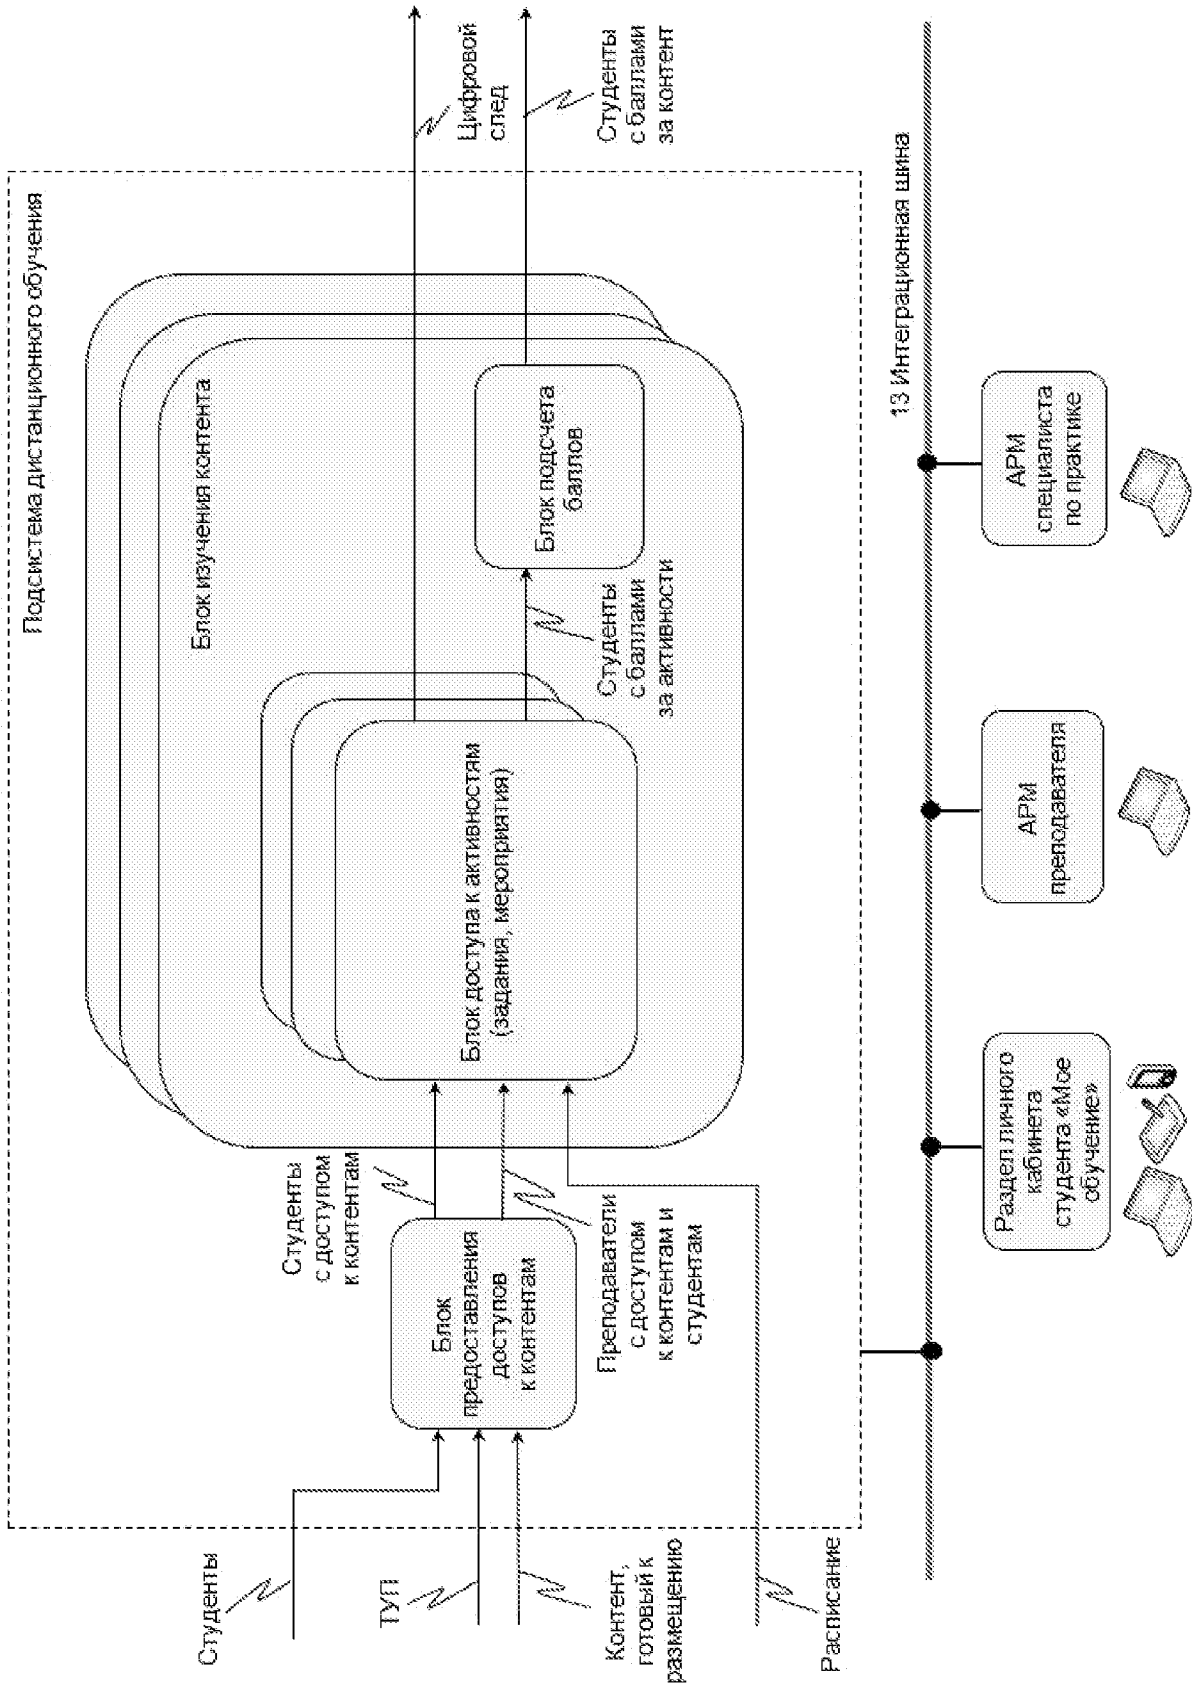 Подсистема дистанционного обучения
Блок изучения контента
Студенты
ТУП
Контент,
готовый к
размещению
Расписание
Блок
предоставления
доступов
к контентам
Студенты
с доступом
к контентам
Преподаватели
с доступом
к контентам и
студентам
Блок доступа к активностям
(задания, мероприятия)
Студенты
с баллами
за активности
Блок подсчета
баллов
Цифровой
след
Студенты
с баллами
за контент
13 Интеграционная шина
Раздел личного
кабинета
студента «Мое
обучение»
АРМ
преподавателя
АРМ
специалиста
по практике